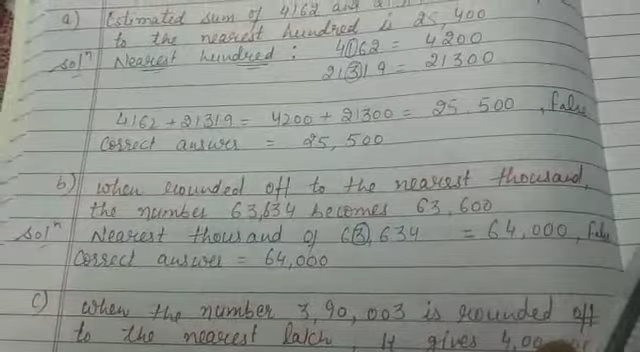 a) Estimated sum of 4162 and
to the nearest hundred is 25,400
solⁿ Nearest hundred : 4162 = 4200
21319 = 21300
4162 + 21319 = 4200 + 21300 = 25,500, False
Correct answer = 25,500
b) when rounded off to the nearest thousand,
the number 63,634 becomes 63,600
solⁿ Nearest thousand of 63,634 = 64,000, False
Correct answer = 64,000
c) when the number 3,90,003 is rounded off
to the nearest lakh, it gives